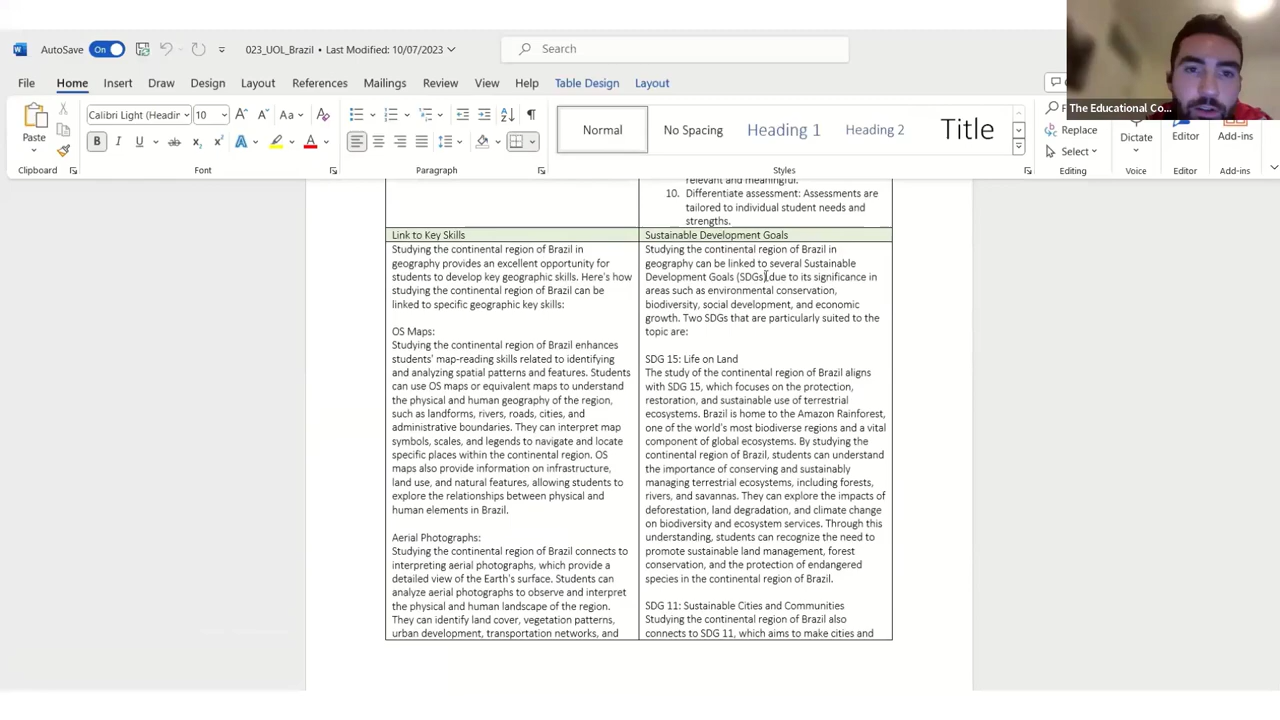 AutoSave On 023_UOL_Brazil • Last Modified: 10/07/2023 Search
The Educational Co...
File Home Insert Draw Design Layout References Mailings Review View Help Table Design Layout
Paste
Calibri Light (Headir 10
Normal
No Spacing
Heading 1
Heading 2
Title
Replace
Select
Dictate
Editor
Add-ins
Clipboard
Font
Paragraph
Styles
Editing
Voice
Editor
Add-ins
relevant and meaningful.
10. Differentiate assessment: Assessments are
tailored to individual student needs and
strengths.
Link to Key Skills
Studying the continental region of Brazil in
geography provides an excellent opportunity for
students to develop key geographic skills. Here's how
studying the continental region of Brazil can be
linked to specific geographic key skills:
OS Maps:
Studying the continental region of Brazil enhances
students' map-reading skills related to identifying
and analyzing spatial patterns and features. Students
can use OS maps or equivalent maps to understand
the physical and human geography of the region,
such as landforms, rivers, roads, cities, and
administrative boundaries. They can interpret map
symbols, scales, and legends to navigate and locate
specific places within the continental region. OS
maps also provide information on infrastructure,
land use, and natural features, allowing students to
explore the relationships between physical and
human elements in Brazil.
Aerial Photographs:
Studying the continental region of Brazil connects to
interpreting aerial photographs, which provide a
detailed view of the Earth's surface. Students can
analyze aerial photographs to observe and interpret
the physical and human landscape of the region.
They can identify land cover, vegetation patterns,
urban development, transportation networks, and
Sustainable Development Goals
Studying the continental region of Brazil in
geography can be linked to several Sustainable
Development Goals (SDGs) due to its significance in
areas such as environmental conservation,
biodiversity, social development, and economic
growth. Two SDGs that are particularly suited to the
topic are:
SDG 15: Life on Land
The study of the continental region of Brazil aligns
with SDG 15, which focuses on the protection,
restoration, and sustainable use of terrestrial
ecosystems. Brazil is home to the Amazon Rainforest,
one of the world's most biodiverse regions and a vital
component of global ecosystems. By studying the
continental region of Brazil, students can understand
the importance of conserving and sustainably
managing terrestrial ecosystems, including forests,
rivers, and savannas. They can explore the impacts of
deforestation, land degradation, and climate change
on biodiversity and ecosystem services. Through this
understanding, students can recognize the need to
promote sustainable land management, forest
conservation, and the protection of endangered
species in the continental region of Brazil.
SDG 11: Sustainable Cities and Communities
Studying the continental region of Brazil also
connects to SDG 11, which aims to make cities and